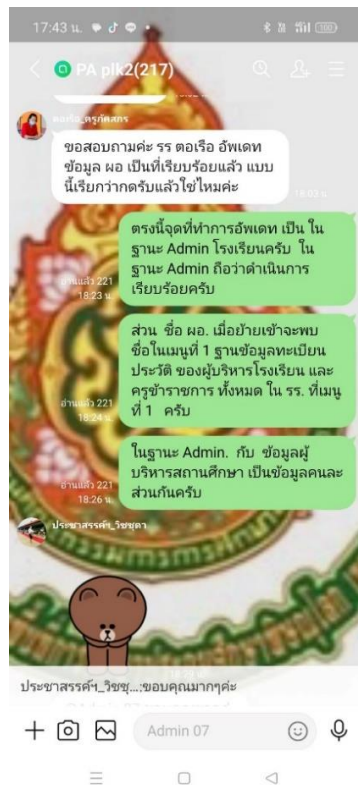 17:43 น.
100
PA plk2(217)
ตอเรือ_ครูภัสสร
ขอสอบถามค่ะ รร ตอเรือ อัพเดท
ข้อมูล ผอ เป็นที่เรียบร้อยแล้ว แบบ
นี้เรียกว่ากดรับแล้วใช่ไหมค่ะ
18:03 น.
ตรงนี้จุดที่ทำการอัพเดท เป็น ใน
ฐานะ Admin โรงเรียนครับ ใน
ฐานะ Admin ถือว่าดำเนินการ
เรียบร้อยครับ
อ่านแล้ว 221
18:23 น.
ส่วน ชื่อ ผอ. เมื่อย้ายเข้าจะพบ
ชื่อในเมนูที่ 1 ฐานข้อมูลทะเบียน
ประวัติ ของผู้บริหารโรงเรียน และ
ครูข้าราชการ ทั้งหมด ใน รร. ที่เมนู
ที่ 1 ครับ
อ่านแล้ว 221
18:24 น.
ในฐานะ Admin. กับ ข้อมูลผู้
บริหารสถานศึกษา เป็นข้อมูลคนละ
ส่วนกันครับ
อ่านแล้ว 221
18:26 น.
ประชาสรรค์ฯ_วิชชุดา
ประชาสรรค์ฯ_วิชชุ...:ขอบคุณมากๆค่ะ
Admin 07